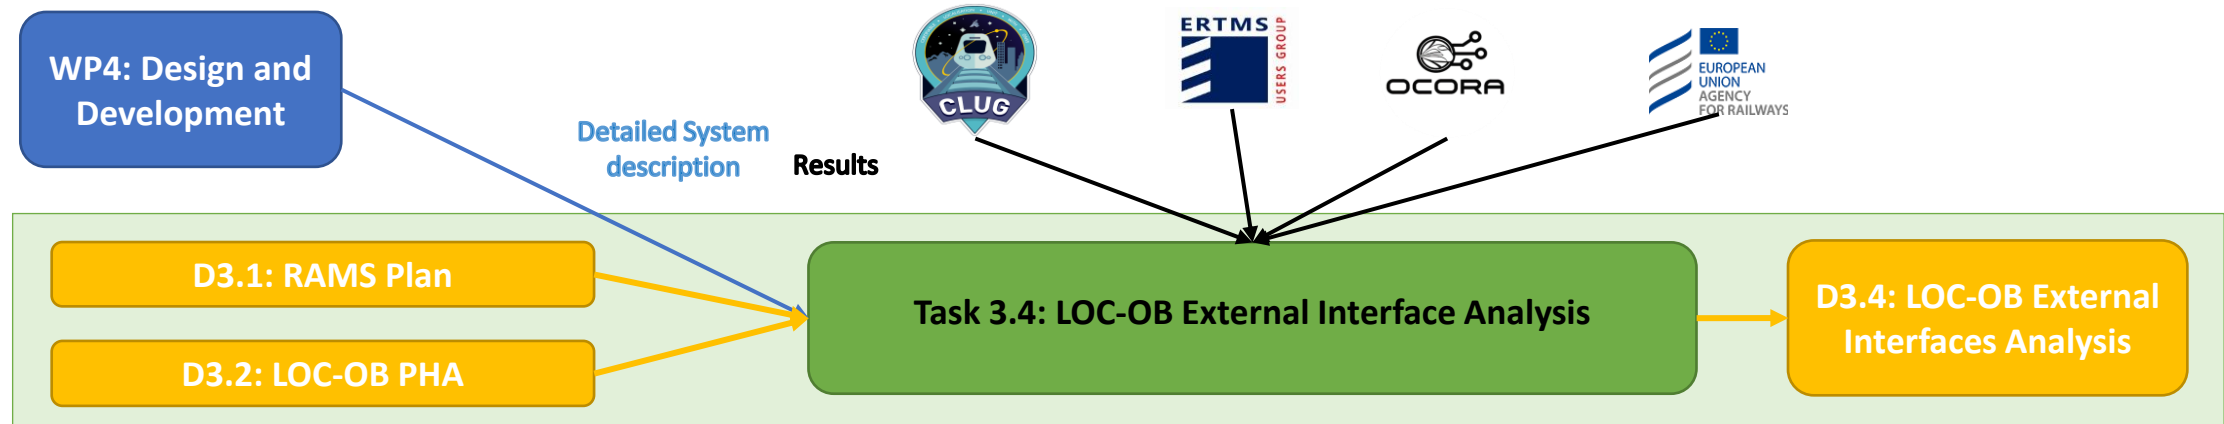 WP4: Design and
Development
Detailed System
description
Results
CLUG
ERTMS
USERS GROUP
OCORA
EUROPEAN
UNION
AGENCY
FOR RAILWAYS
D3.1: RAMS Plan
D3.2: LOC-OB PHA
Task 3.4: LOC-OB External Interface Analysis
D3.4: LOC-OB External
Interfaces Analysis